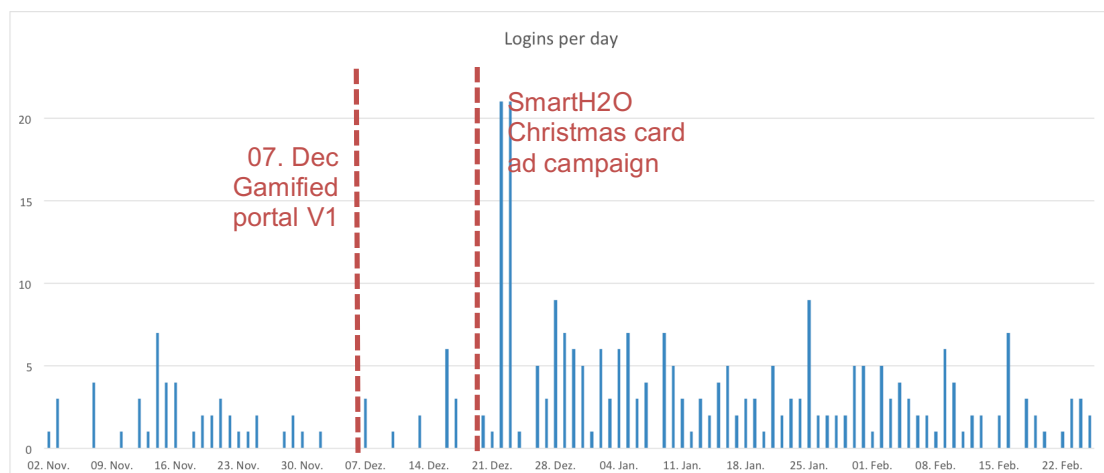 Logins per day
20
15
10
5
0
07. Dec
Gamified
portal V1
SmartH2O
Christmas card
ad campaign
02. Nov.
09. Nov.
16. Nov.
23. Nov.
30. Nov.
07. Dez.
14. Dez.
21. Dez.
28. Dez.
04. Jan.
11. Jan.
18. Jan.
25. Jan.
01. Feb.
08. Feb.
15. Feb.
22. Feb.